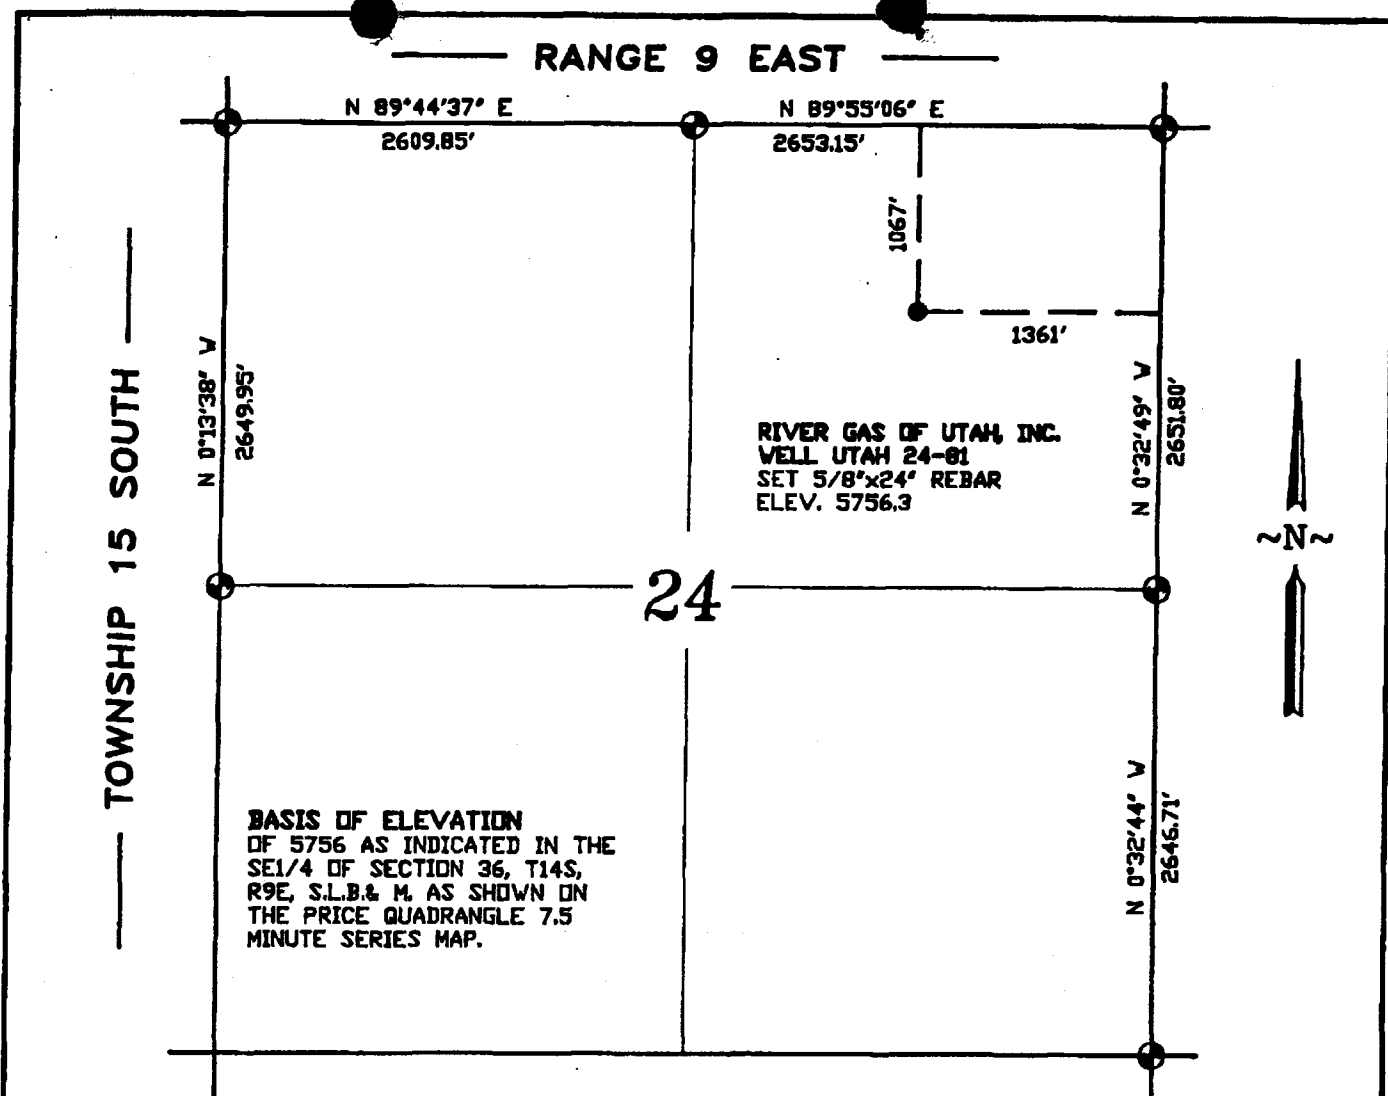 RANGE 9 EAST
N 89°44'37" E
2609.85'
N 89°55'06" E
2653.15'
1067'
1361'
TOWNSHIP 15 SOUTH
N 0°13'38" W
2649.95'
N 0°32'49" W
2651.80'
RIVER GAS OF UTAH, INC.
WELL UTAH 24-81
SET 5/8"x24" REBAR
ELEV. 5756.3
~N~
24
BASIS OF ELEVATION
OF 5756 AS INDICATED IN THE
SE1/4 OF SECTION 36, T14S,
R9E, S.L.B.& M. AS SHOWN ON
THE PRICE QUADRANGLE 7.5
MINUTE SERIES MAP.
N 0°32'44" W
2646.71'